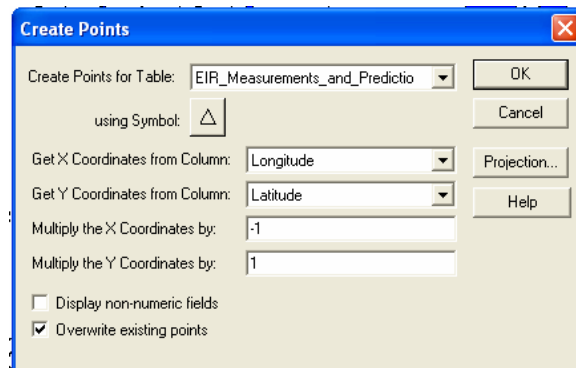 Create Points
Create Points for Table: EIR_Measurements_and_Predictio OK
using Symbol: Cancel
Get X Coordinates from Column: Longitude Projection...
Get Y Coordinates from Column: Latitude Help
Multiply the X Coordinates by: -1
Multiply the Y Coordinates by: 1
Display non-numeric fields
Overwrite existing points